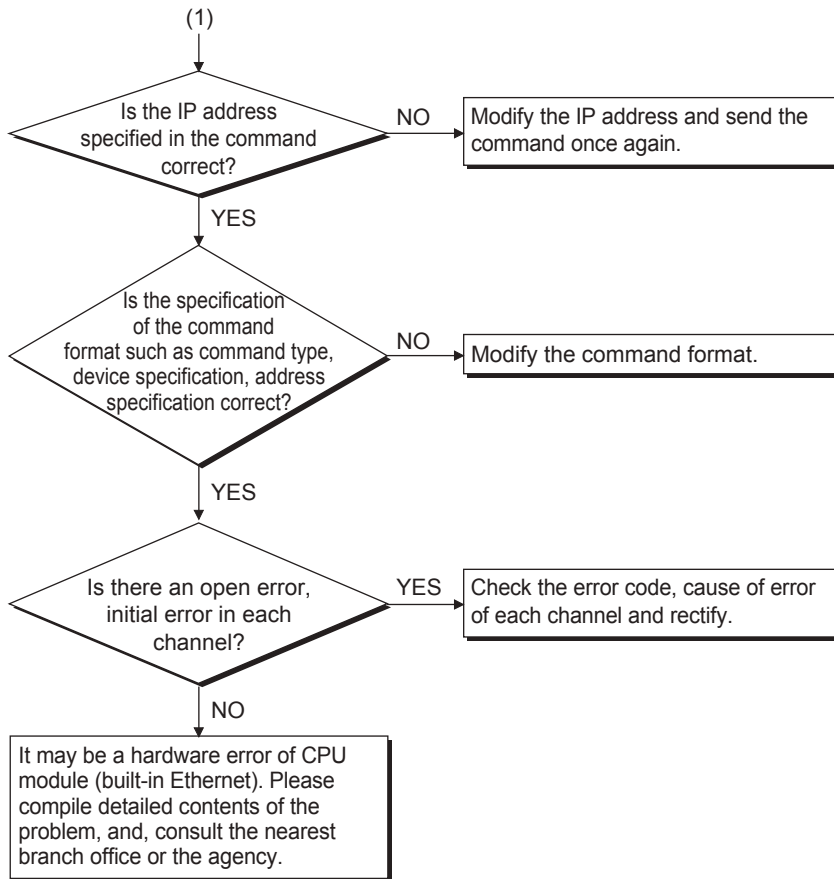 (1)
Is the IP address
specified in the command
correct?
NO
Modify the IP address and send the
command once again.
YES
Is the specification
of the command
format such as command type,
device specification, address
specification correct?
NO
Modify the command format.
YES
Is there an open error,
initial error in each
channel?
YES
Check the error code, cause of error
of each channel and rectify.
NO
It may be a hardware error of CPU
module (built-in Ethernet). Please
compile detailed contents of the
problem, and, consult the nearest
branch office or the agency.